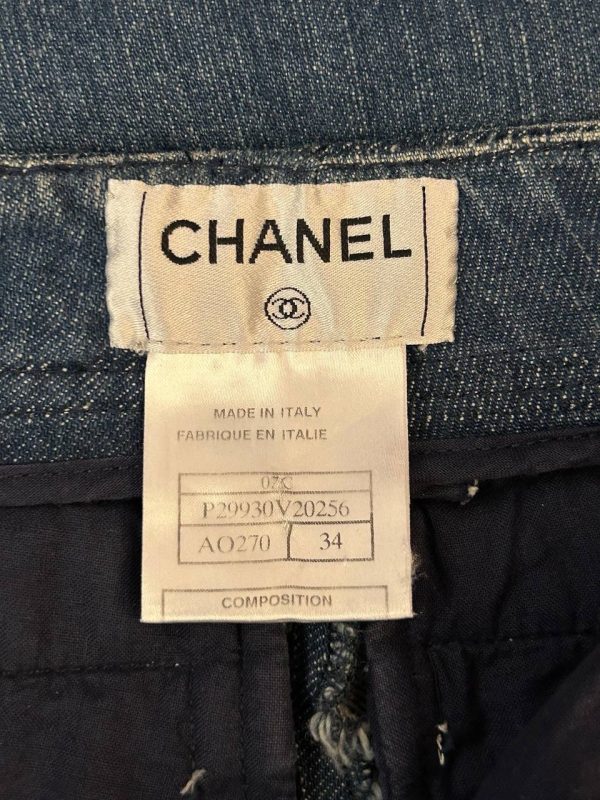 CHANEL
MADE IN ITALY
FABRIQUE EN ITALIE
07C
P29930V20256
AO270 34
COMPOSITION